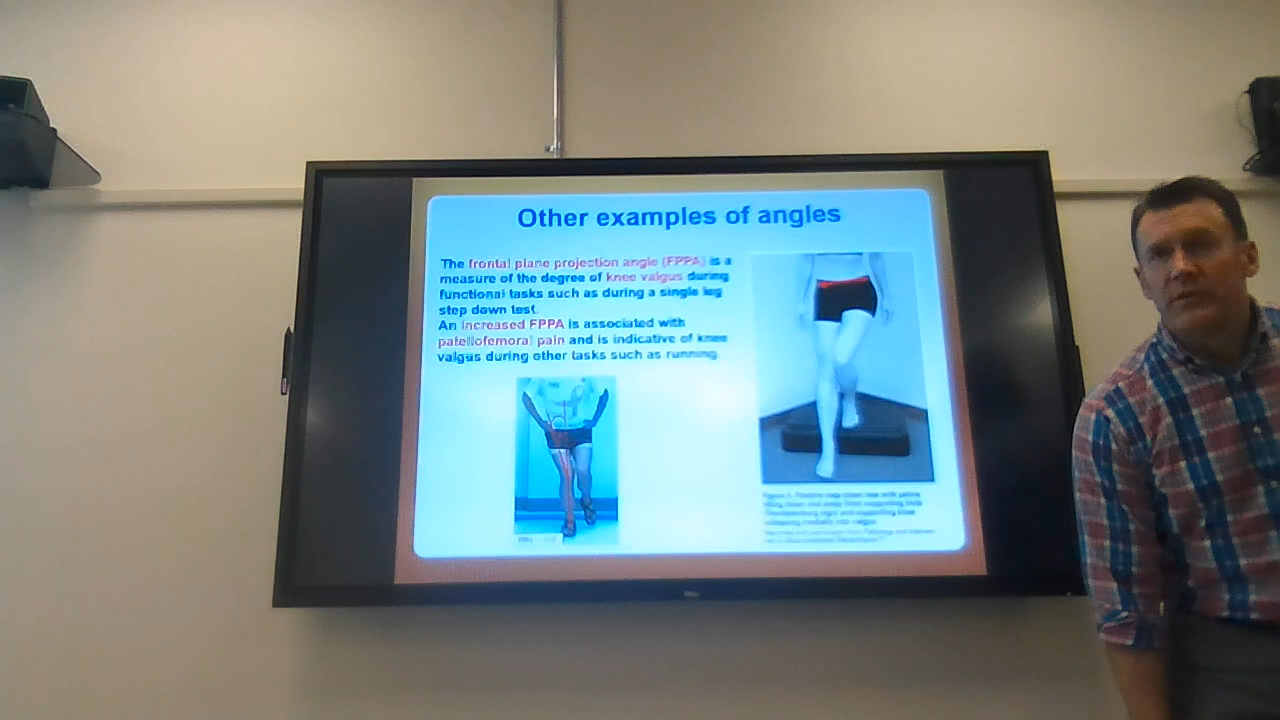 Other examples of angles
The frontal plane projection angle (FPPA) is a
measure of the degree of knee valgus during
functional tasks such as during a single leg
step down test.
An increased FPPA is associated with
patellofemoral pain and is indicative of knee
valgus during other tasks such as running.